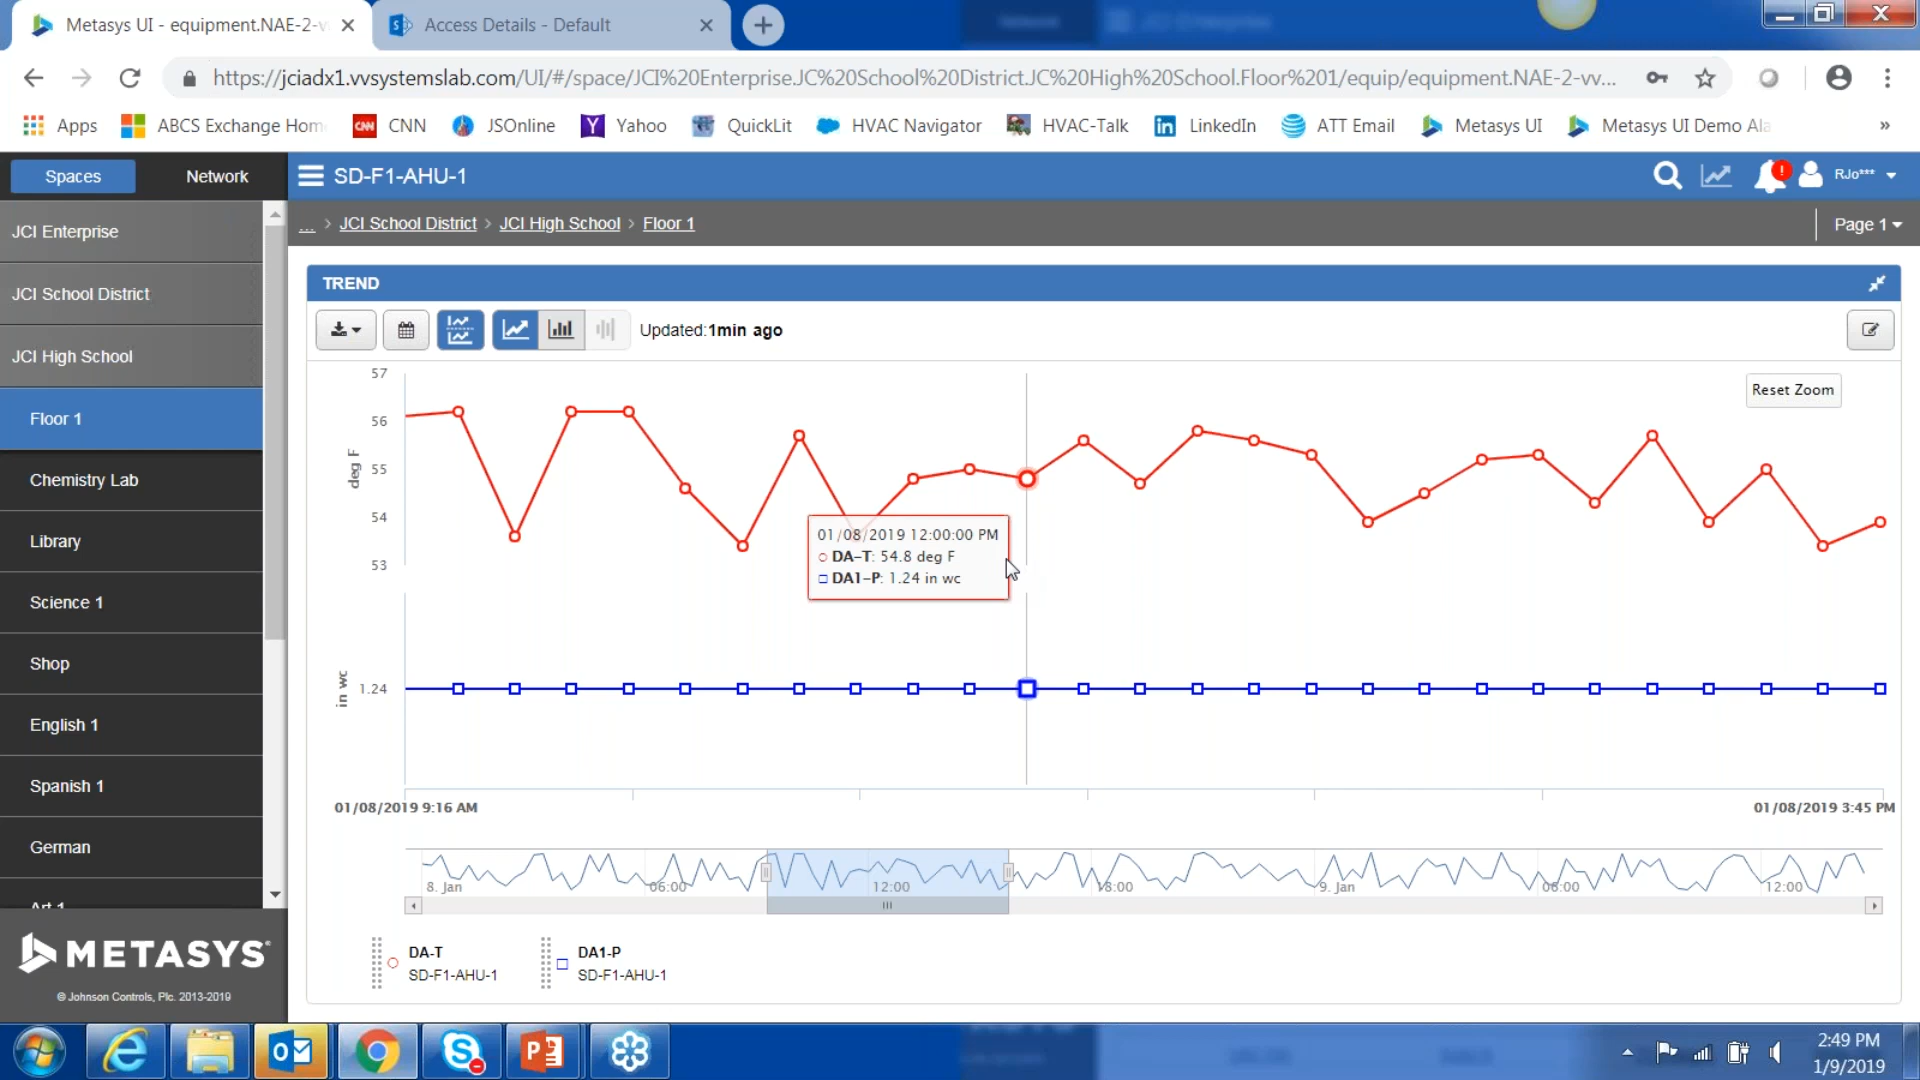 Metasys UI - equipment.NAE-2-v
Access Details - Default
https://jciadx1.vvsystemslab.com/UI/#/space/JCI%20Enterprise.JC%20School%20District.JC%20High%20School.Floor%201/equip/equipment.NAE-2-vv...
Apps
ABCS Exchange Hom
CNN
CNN
JSOnline
Y
Yahoo
QuickLit
HVAC Navigator
HVAC-Talk
in
LinkedIn
ATT Email
Metasys UI
Metasys UI Demo Ala
»
Spaces
Network
SD-F1-AHU-1
RJo***
... › JCI School District › JCI High School › Floor 1
Page 1
JCI Enterprise
JCI School District
JCI High School
Floor 1
Chemistry Lab
Library
Science 1
Shop
English 1
Spanish 1
German
Art 1
TREND
Updated:1min ago
Reset Zoom
57
56
55
54
53
deg F
01/08/2019 12:00:00 PM
DA-T: 54.8 deg F
DA1-P: 1.24 in wc
in wc
1.24
01/08/2019 9:16 AM
01/08/2019 3:45 PM
8. Jan
06:00
12:00
18:00
9. Jan
06:00
12:00
DA-T
SD-F1-AHU-1
DA1-P
SD-F1-AHU-1
METASYS®
© Johnson Controls, Plc. 2013-2019
2:49 PM
1/9/2019